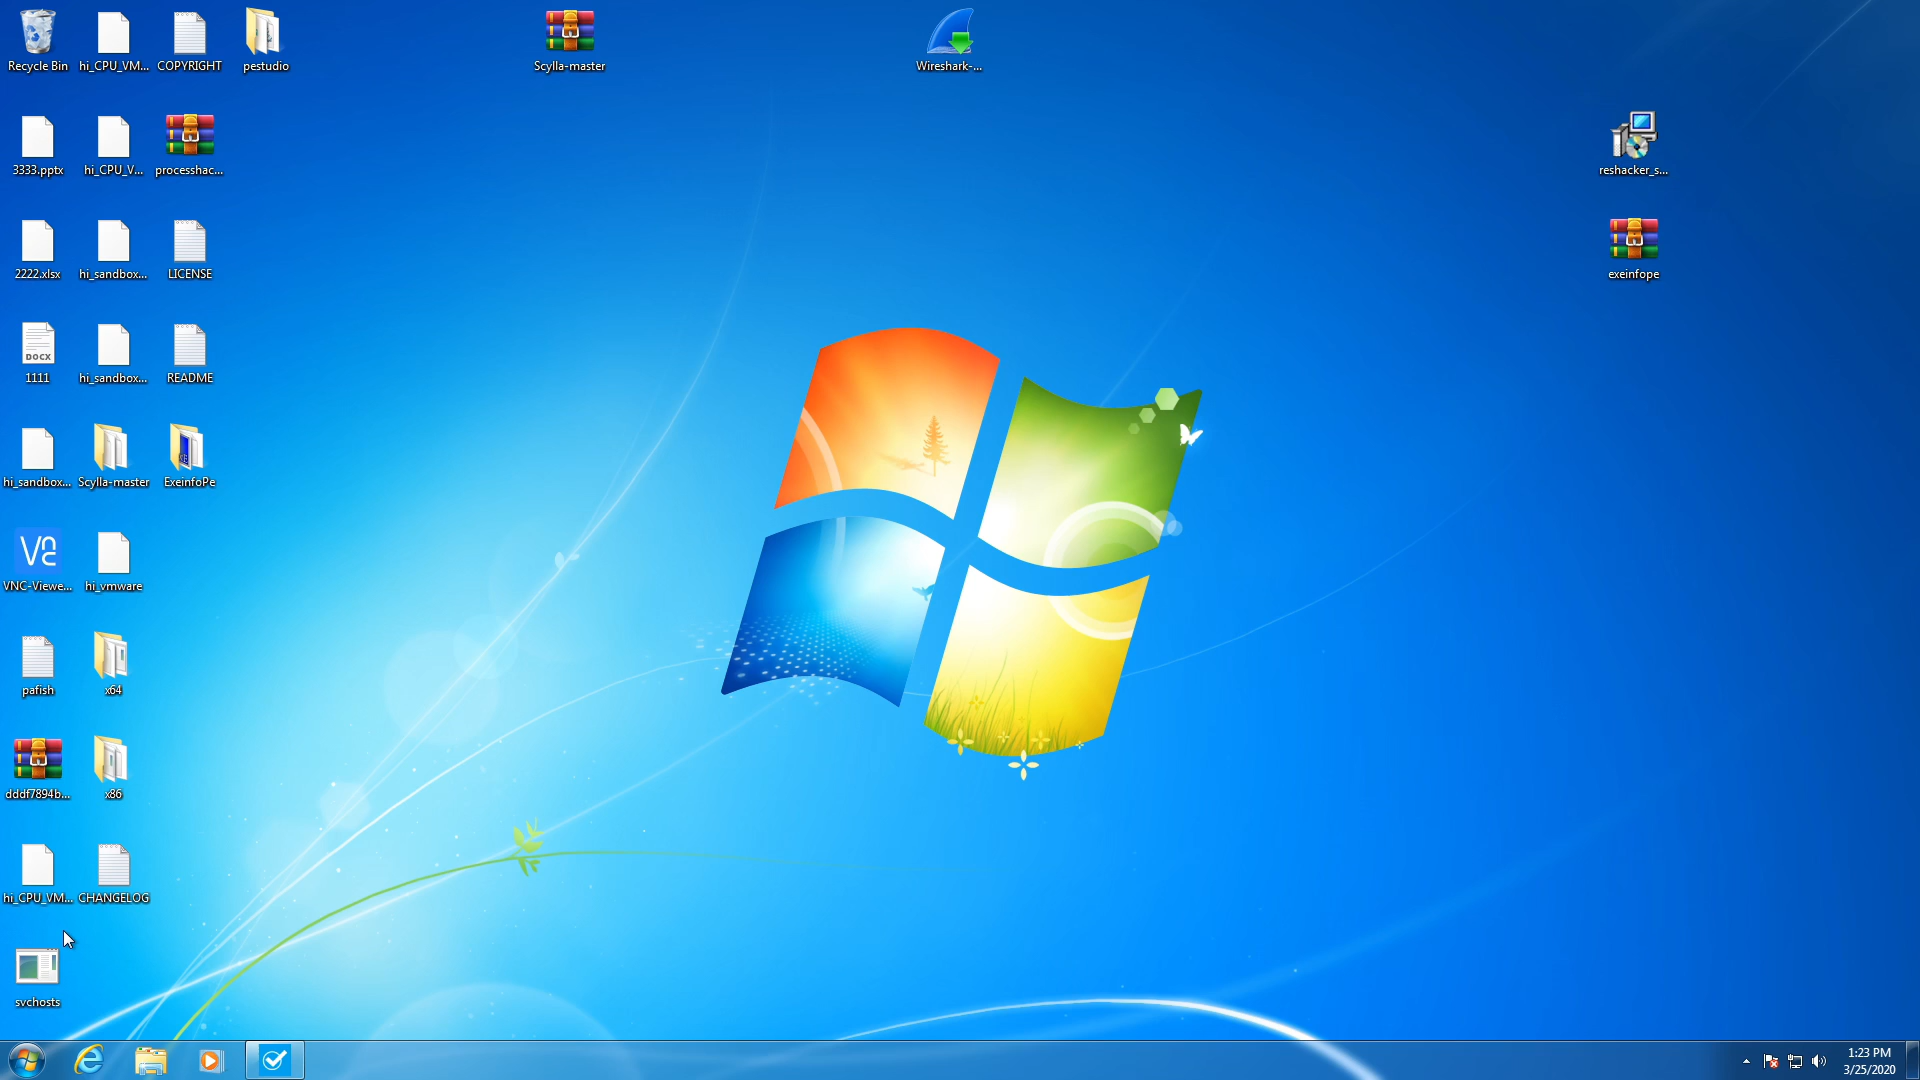 Recycle Bin
hi_CPU_VM...
COPYRIGHT
pestudio
Scylla-master
Wireshark-...
3333.pptx
hi_CPU_V...
processhac...
reshacker_s...
2222.xlsx
hi_sandbox...
LICENSE
exeinfope
DOCX
1111
hi_sandbox...
README
hi_sandbox...
Scylla-master
ExeinfoPe
VNC-Viewe...
hi_vmware
pafish
x64
dddf7894b...
x86
hi_CPU_VM...
CHANGELOG
svchosts
1:23 PM
3/25/2020